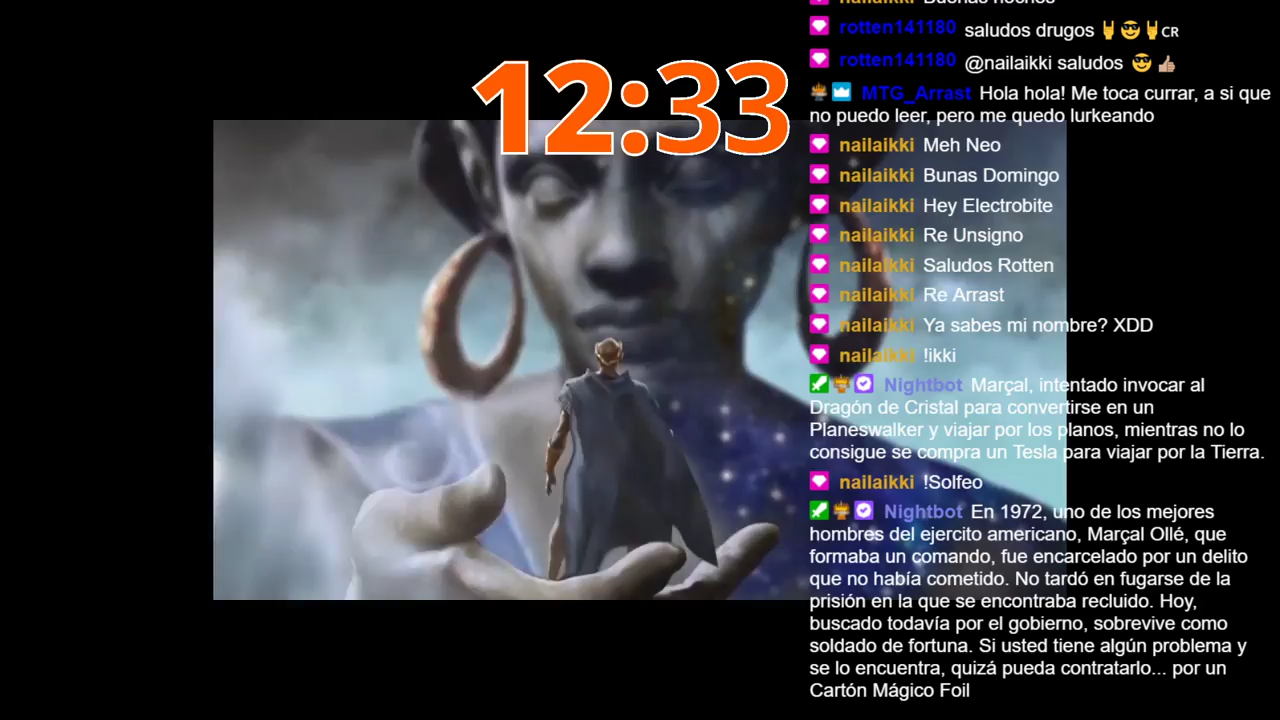 12:33
nailaikki Buenas noches
rotten141180 saludos drugos 🤘😎🤘CR
rotten141180 @nailaikki saludos 😎👍🏼
MTG_Arrast Hola hola! Me toca currar, a si que
no puedo leer, pero me quedo lurkeando
nailaikki Meh Neo
nailaikki Bunas Domingo
nailaikki Hey Electrobite
nailaikki Re Unsigno
nailaikki Saludos Rotten
nailaikki Re Arrast
nailaikki Ya sabes mi nombre? XDD
nailaikki !ikki
Nightbot Marçal, intentado invocar al
Dragón de Cristal para convertirse en un
Planeswalker y viajar por los planos, mientras no lo
consigue se compra un Tesla para viajar por la Tierra.
nailaikki !Solfeo
Nightbot En 1972, uno de los mejores
hombres del ejercito americano, Marçal Ollé, que
formaba un comando, fue encarcelado por un delito
que no había cometido. No tardó en fugarse de la
prisión en la que se encontraba recluido. Hoy,
buscado todavía por el gobierno, sobrevive como
soldado de fortuna. Si usted tiene algún problema y
se lo encuentra, quizá pueda contratarlo... por un
Cartón Mágico Foil